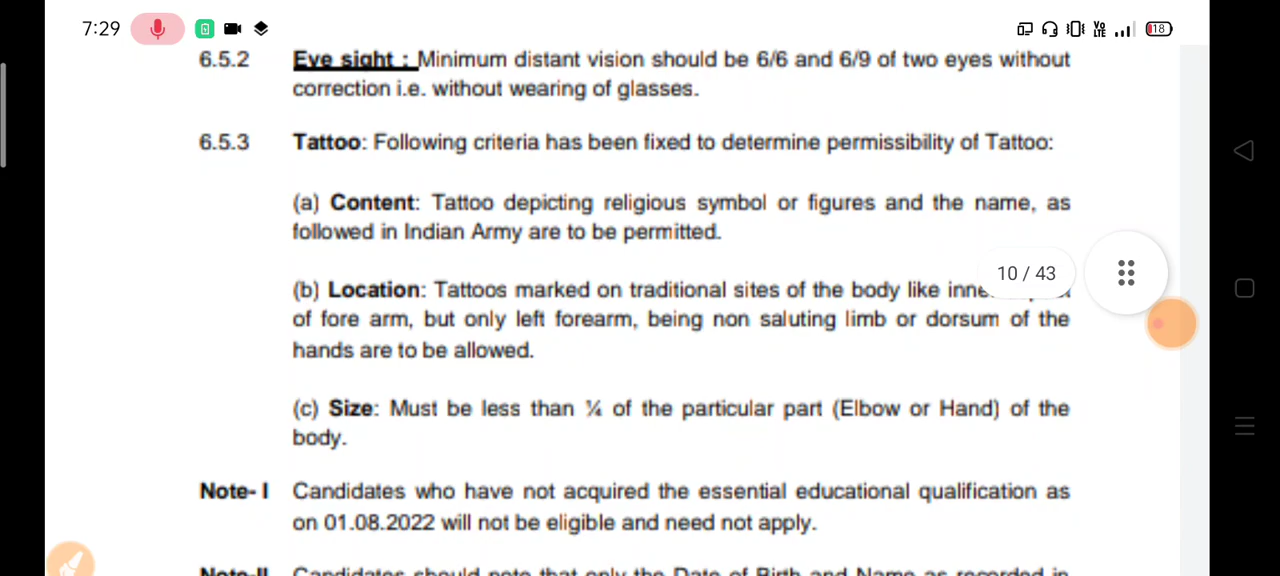 7:29
VO LTE
18
6.5.2 Eye sight : Minimum distant vision should be 6/6 and 6/9 of two eyes without
correction i.e. without wearing of glasses.
6.5.3 Tattoo: Following criteria has been fixed to determine permissibility of Tattoo:
(a) Content: Tattoo depicting religious symbol or figures and the name, as
followed in Indian Army are to be permitted.
10 / 43
(b) Location: Tattoos marked on traditional sites of the body like
of fore arm, but only left forearm, being non saluting limb or dorsum of the
hands are to be allowed.
(c) Size: Must be less than ¼ of the particular part (Elbow or Hand) of the
body.
Note- I Candidates who have not acquired the essential educational qualification as
on 01.08.2022 will not be eligible and need not apply.
Note-II Candidates should note that only the Date of Birth and Name as recorded in